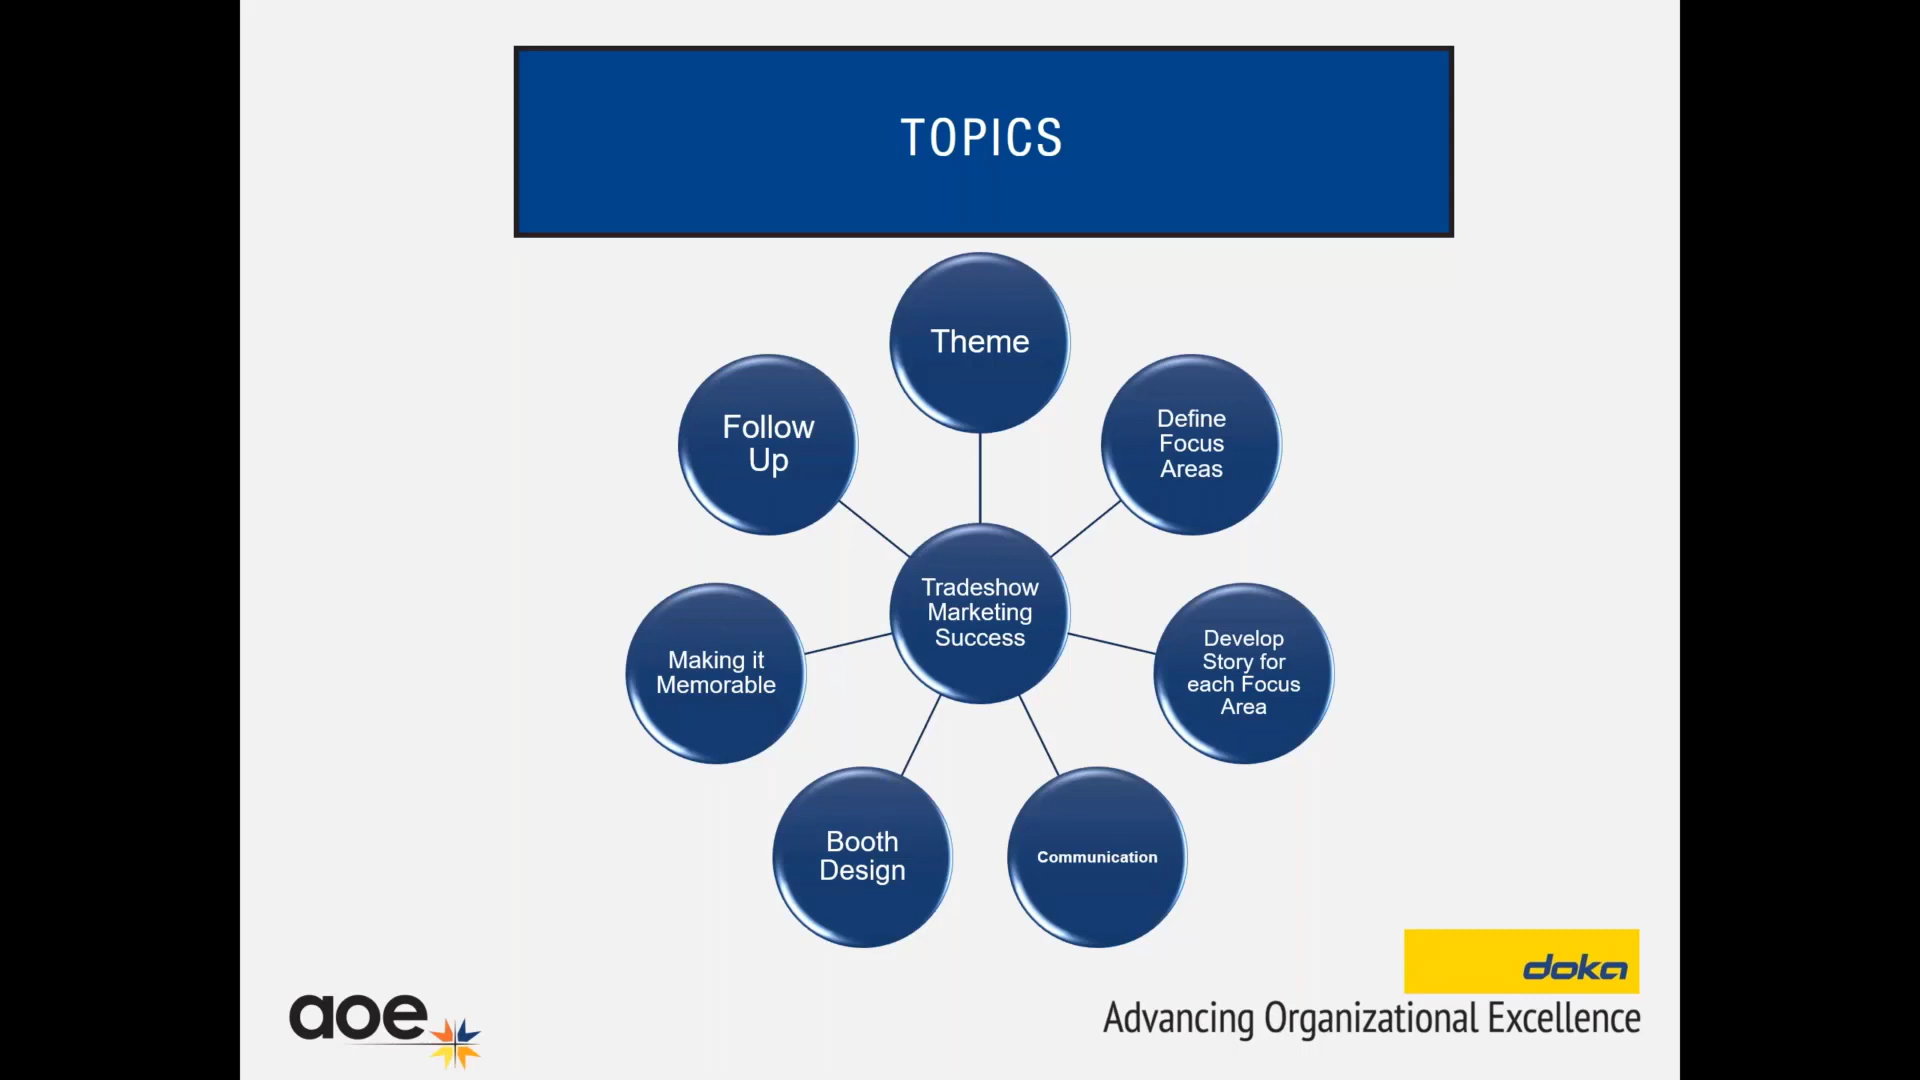 TOPICS
Theme
Define
Focus
Areas
Develop
Story for
each Focus
Area
Communication
Booth
Design
Making it
Memorable
Follow
Up
Tradeshow
Marketing
Success
doka
aoe
Advancing Organizational Excellence